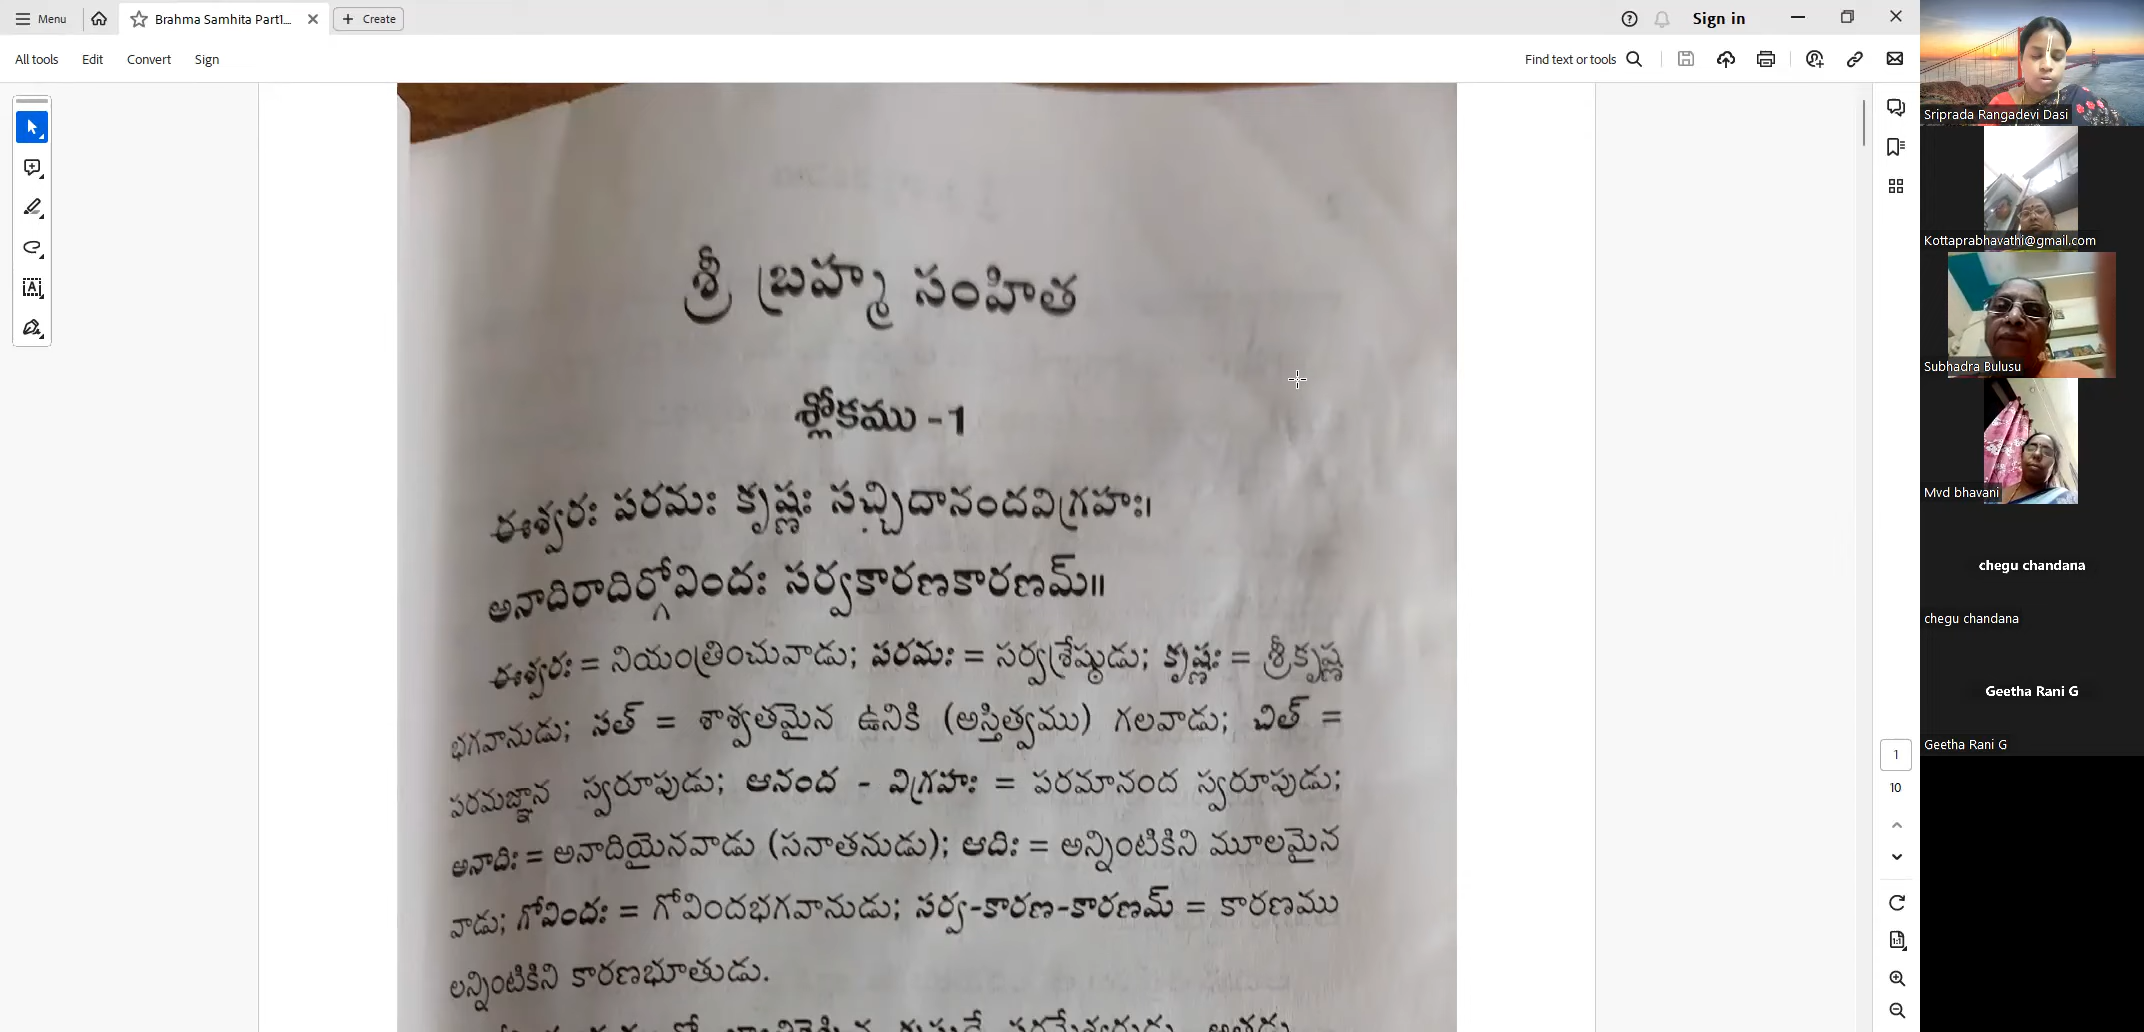 Menu
Brahma Samhita Part1...
Create
Sign in
All tools
Edit
Convert
Sign
Find text or tools
శ్రీ బ్రహ్మ సంహిత
శ్లోకము -1
ఈశ్వరః పరమః కృష్ణః సచ్చిదానందవిగ్రహః।
అనాదిరాదిర్గోవిందః సర్వకారణకారణమ్॥
ఈశ్వరః = నియంత్రించువాడు; పరమః = సర్వశ్రేష్ఠుడు; కృష్ణః = శ్రీకృష్ణ
భగవానుడు; సత్ = శాశ్వతమైన ఉనికి (అస్తిత్వము) గలవాడు; చిత్ =
పరమజ్ఞాన స్వరూపుడు; ఆనంద - విగ్రహః = పరమానంద స్వరూపుడు;
అనాదిః = అనాదియైనవాడు (సనాతనుడు); ఆదిః = అన్నింటికిని మూలమైన
వాడు; గోవిందః = గోవిందభగవానుడు; సర్వ-కారణ-కారణమ్ = కారణము
లన్నింటికిని కారణభూతుడు.
1
10
Sriprada Rangadevi Dasi
Kottaprabhavathi@gmail.com
Subhadra Bulusu
Mvd bhavani
chegu chandana
chegu chandana
Geetha Rani G
Geetha Rani G